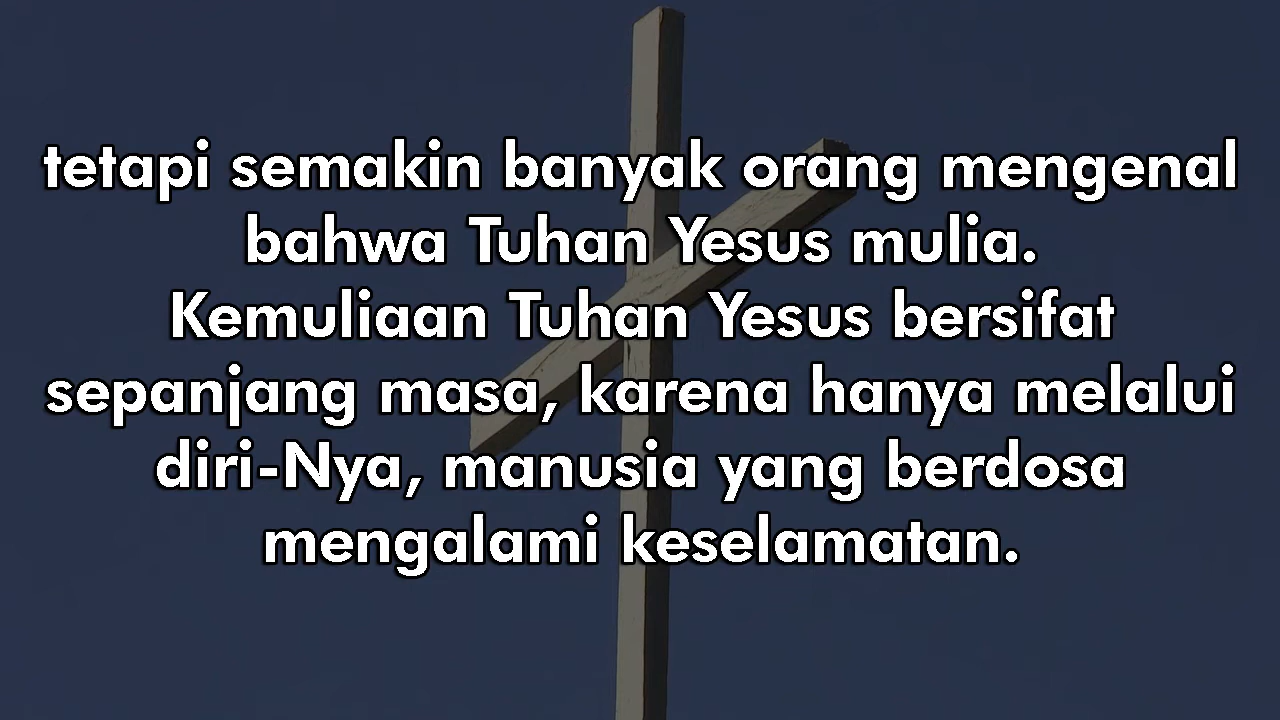 tetapi semakin banyak orang mengenal
bahwa Tuhan Yesus mulia.
Kemuliaan Tuhan Yesus bersifat
sepanjang masa, karena hanya melalui
diri-Nya, manusia yang berdosa
mengalami keselamatan.